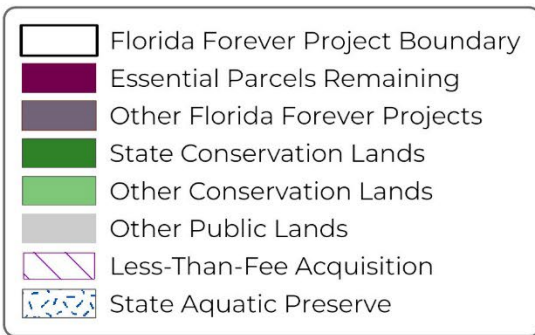 Florida Forever Project Boundary
Essential Parcels Remaining
Other Florida Forever Projects
State Conservation Lands
Other Conservation Lands
Other Public Lands
Less-Than-Fee Acquisition
State Aquatic Preserve